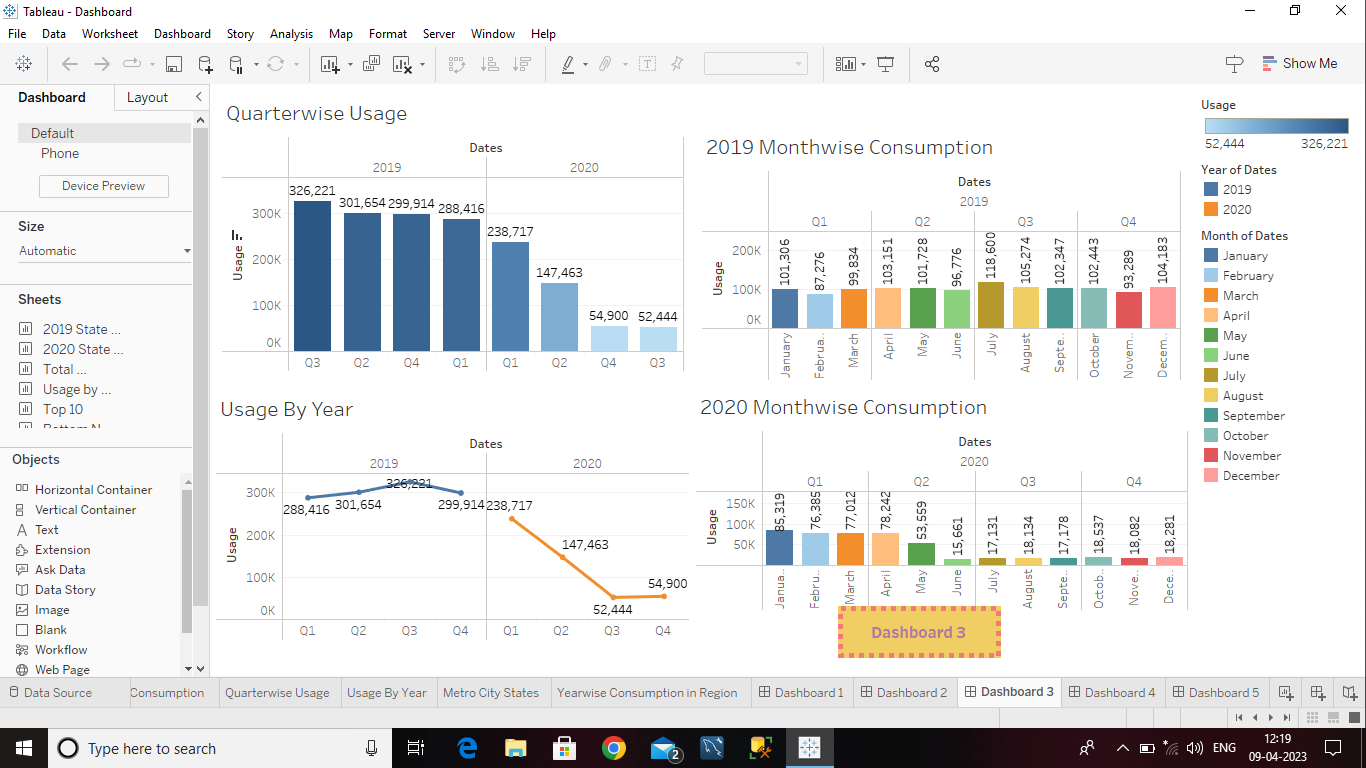 Tableau - Dashboard
File Data Worksheet Dashboard Story Analysis Map Format Server Window Help
Show Me
Dashboard Layout
Default
Phone
Device Preview
Size
Automatic
Sheets
2019 State ...
2020 State ...
Total ...
Usage by ...
Top 10
Objects
Horizontal Container
Vertical Container
Text
Extension
Ask Data
Data Story
Image
Blank
Workflow
Web Page
Quarterwise Usage
Dates
2019 2020
326,221 301,654 299,914 288,416 238,717 147,463 54,900 52,444
Usage
300K
200K
100K
0K
Q3 Q2 Q4 Q1 Q1 Q2 Q4 Q3
2019 Monthwise Consumption
Dates
2019
Q1 Q2 Q3 Q4
Usage
200K
100K
0K
101,306 87,276 99,834 103,151 101,728 96,776 118,600 105,274 102,347 102,443 93,289 104,183
January Februa.. March April May June July August Septe.. October Novem.. Decem..
Usage By Year
Dates
2019 2020
Usage
300K
200K
100K
0K
288,416 301,654 326,221 299,914 238,717 147,463 52,444 54,900
Q1 Q2 Q3 Q4 Q1 Q2 Q3 Q4
2020 Monthwise Consumption
Dates
2020
Q1 Q2 Q3 Q4
Usage
150K
100K
50K
85,319 76,385 77,012 78,242 53,559 15,661 17,131 18,134 17,178 18,537 18,082 18,281
Janua.. Febru.. March April May June July August Septe.. Octob.. Nove.. Dece..
Dashboard 3
Usage
52,444 326,221
Year of Dates
2019
2020
Month of Dates
January
February
March
April
May
June
July
August
September
October
November
December
Data Source Consumption Quarterwise Usage Usage By Year Metro City States Yearwise Consumption in Region Dashboard 1 Dashboard 2 Dashboard 3 Dashboard 4 Dashboard 5
Type here to search
2
ENG
12:19
09-04-2023